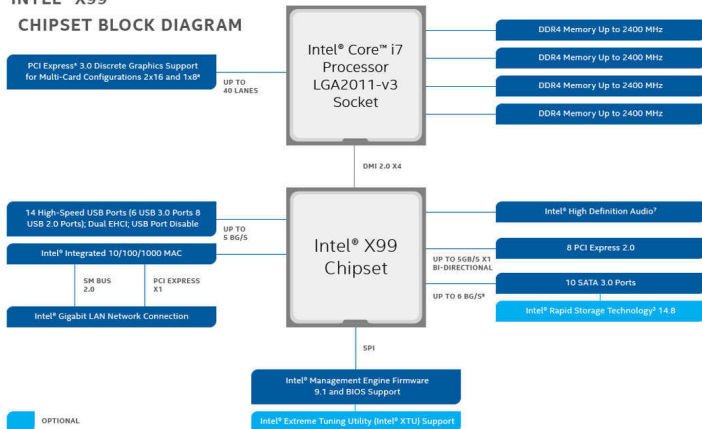 INTEL® X99
CHIPSET BLOCK DIAGRAM
Intel® Core™ i7
Processor
LGA2011-v3
Socket
DDR4 Memory Up to 2400 MHz
DDR4 Memory Up to 2400 MHz
DDR4 Memory Up to 2400 MHz
DDR4 Memory Up to 2400 MHz
PCI Express* 3.0 Discrete Graphics Support
for Multi-Card Configurations 2x16 and 1x8⁸
UP TO
40 LANES
DMI 2.0 X4
14 High-Speed USB Ports (6 USB 3.0 Ports 8
USB 2.0 Ports); Dual EHCI; USB Port Disable
UP TO
5 BG/S
Intel® Integrated 10/100/1000 MAC
SM BUS
2.0
PCI EXPRESS
X1
Intel® Gigabit LAN Network Connection
Intel® X99
Chipset
Intel® High Definition Audio⁷
8 PCI Express 2.0
UP TO 5GB/S X1
BI-DIRECTIONAL
10 SATA 3.0 Ports
UP TO 6 BG/S⁸
Intel® Rapid Storage Technology³ 14.8
SPI
Intel® Management Engine Firmware
9.1 and BIOS Support
Intel® Extreme Tuning Utility (Intel® XTU) Support
OPTIONAL